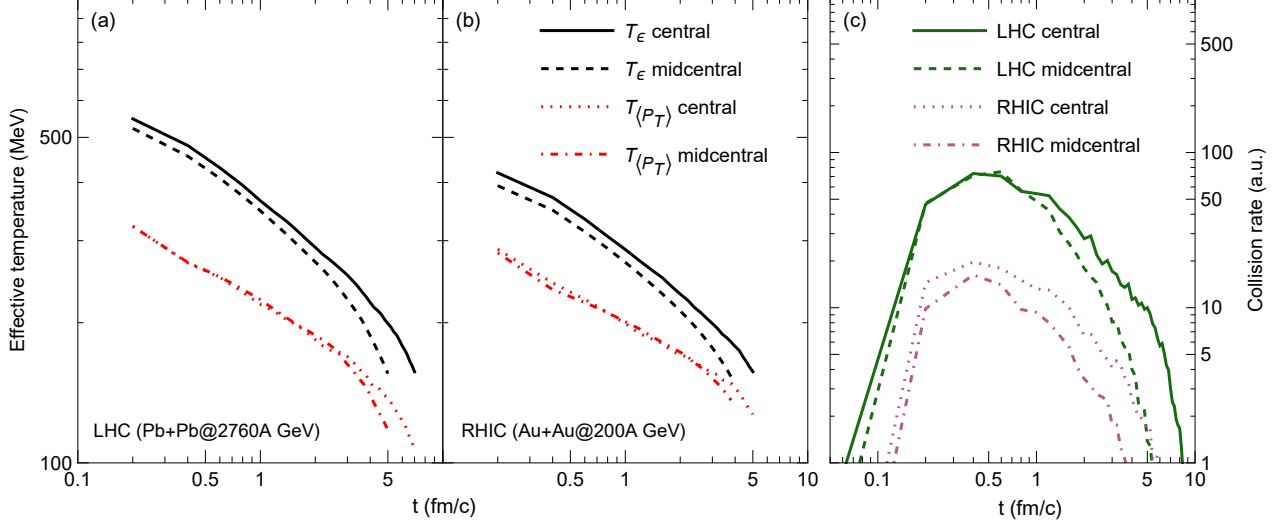 (a)
(b)
(c)
Tϵ central
Tϵ midcentral
T⟨PT⟩ central
T⟨PT⟩ midcentral
LHC central
LHC midcentral
RHIC central
RHIC midcentral
Effective temperature (MeV)
500
100
LHC (Pb+Pb@2760A GeV)
RHIC (Au+Au@200A GeV)
500
100
50
10
5
1
Collision rate (a.u.)
0.1 0.5 1 5 0.5 1 5 10 0.1 0.5 1 5 10
t (fm/c) t (fm/c)